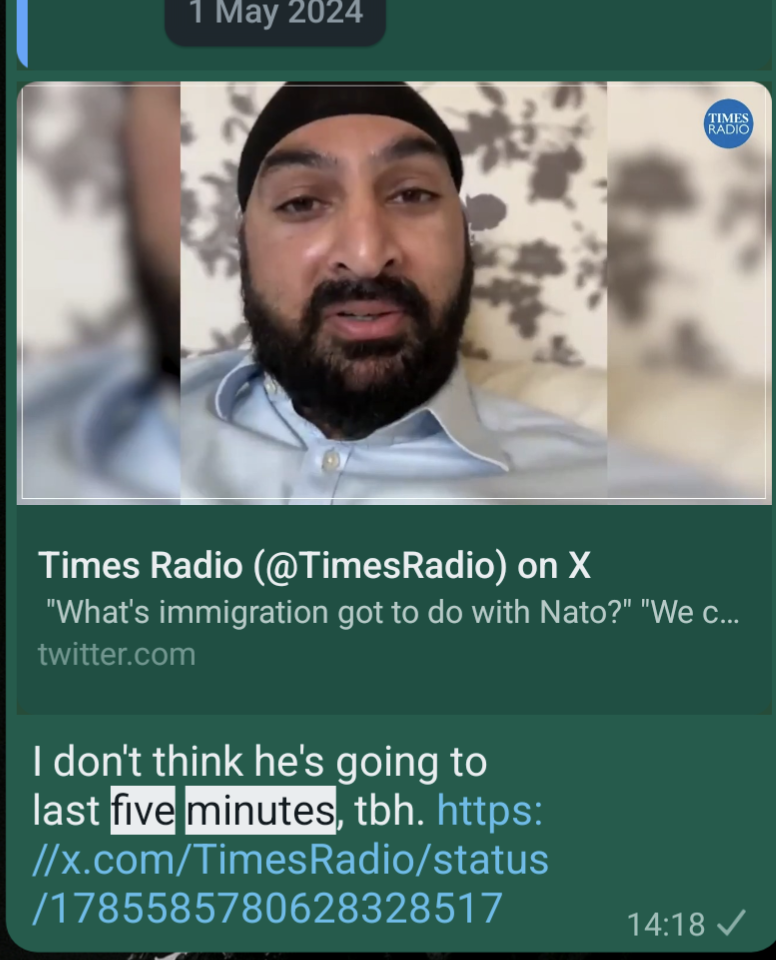 1 May 2024
TIMES
RADIO
Times Radio (@TimesRadio) on X
"What's immigration got to do with Nato?" "We c...
twitter.com
I don't think he's going to
last five minutes, tbh. https:
//x.com/TimesRadio/status
/1785585780628328517
14:18